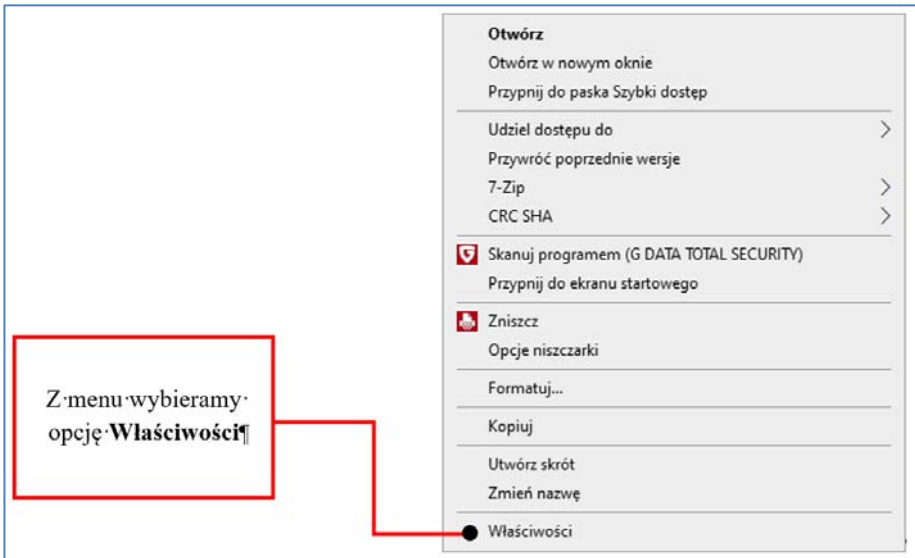 Otwórz
Otwórz w nowym oknie
Przypnij do paska Szybki dostęp
Udziel dostępu do
Przywróć poprzednie wersje
7-Zip
CRC SHA
Skanuj programem (G DATA TOTAL SECURITY)
Przypnij do ekranu startowego
Zniszcz
Opcje niszczarki
Formatuj...
Kopiuj
Utwórz skrót
Zmień nazwę
Właściwości
Z·menu·wybieramy·
opcję·Właściwości¶